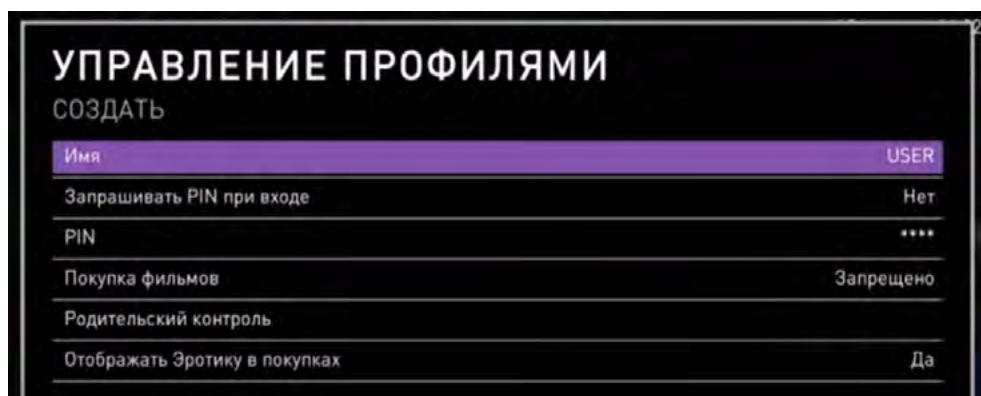 УПРАВЛЕНИЕ ПРОФИЛЯМИ
СОЗДАТЬ
Имя USER
Запрашивать PIN при входе Нет
PIN ****
Покупка фильмов Запрещено
Родительский контроль
Отображать Эротику в покупках Да